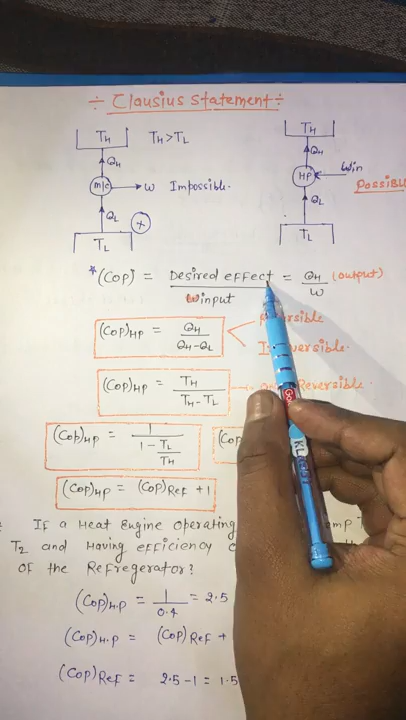 ÷ Clausius Statement ÷
TH TH > TL TH
QH QH
M/C → W Impossible. HP Win
QL QL Possible
+
TL TL
*(COP) = Desired effect / Winput = QH / W (output)
(COP)HP = QH / QH - QL
(COP)HP = TH / TH - TL Reversible
(COP)HP = 1 / 1 - TL/TH (COP)
(COP)HP = (COP)Ref + 1
If a Heat Engine Operating
T2 and Having efficiency
of the Refregerator?
(COP)H.P = 1 / 0.4 = 2.5
(COP)H.P = (COP)Ref +
(COP)Ref = 2.5 - 1 = 1.5